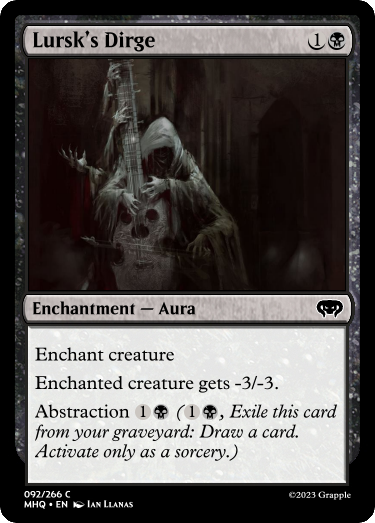 Lursk's Dirge 1
Enchantment — Aura
Enchant creature
Enchanted creature gets -3/-3.
Abstraction 1 (1, Exile this card
from your graveyard: Draw a card.
Activate only as a sorcery.)
092/266 C
MHQ • EN Ian Llanas
©2023 Grapple